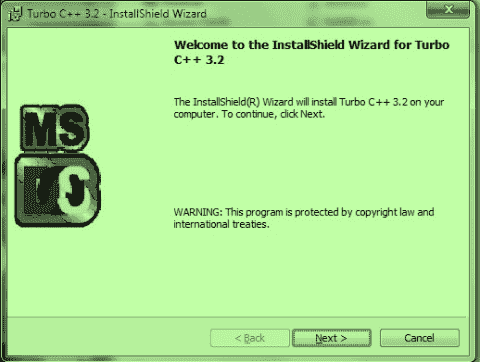 Turbo C++ 3.2 - InstallShield Wizard
Welcome to the InstallShield Wizard for Turbo
C++ 3.2
The InstallShield(R) Wizard will install Turbo C++ 3.2 on your
computer. To continue, click Next.
MS
WARNING: This program is protected by copyright law and
international treaties.
< Back Next > Cancel